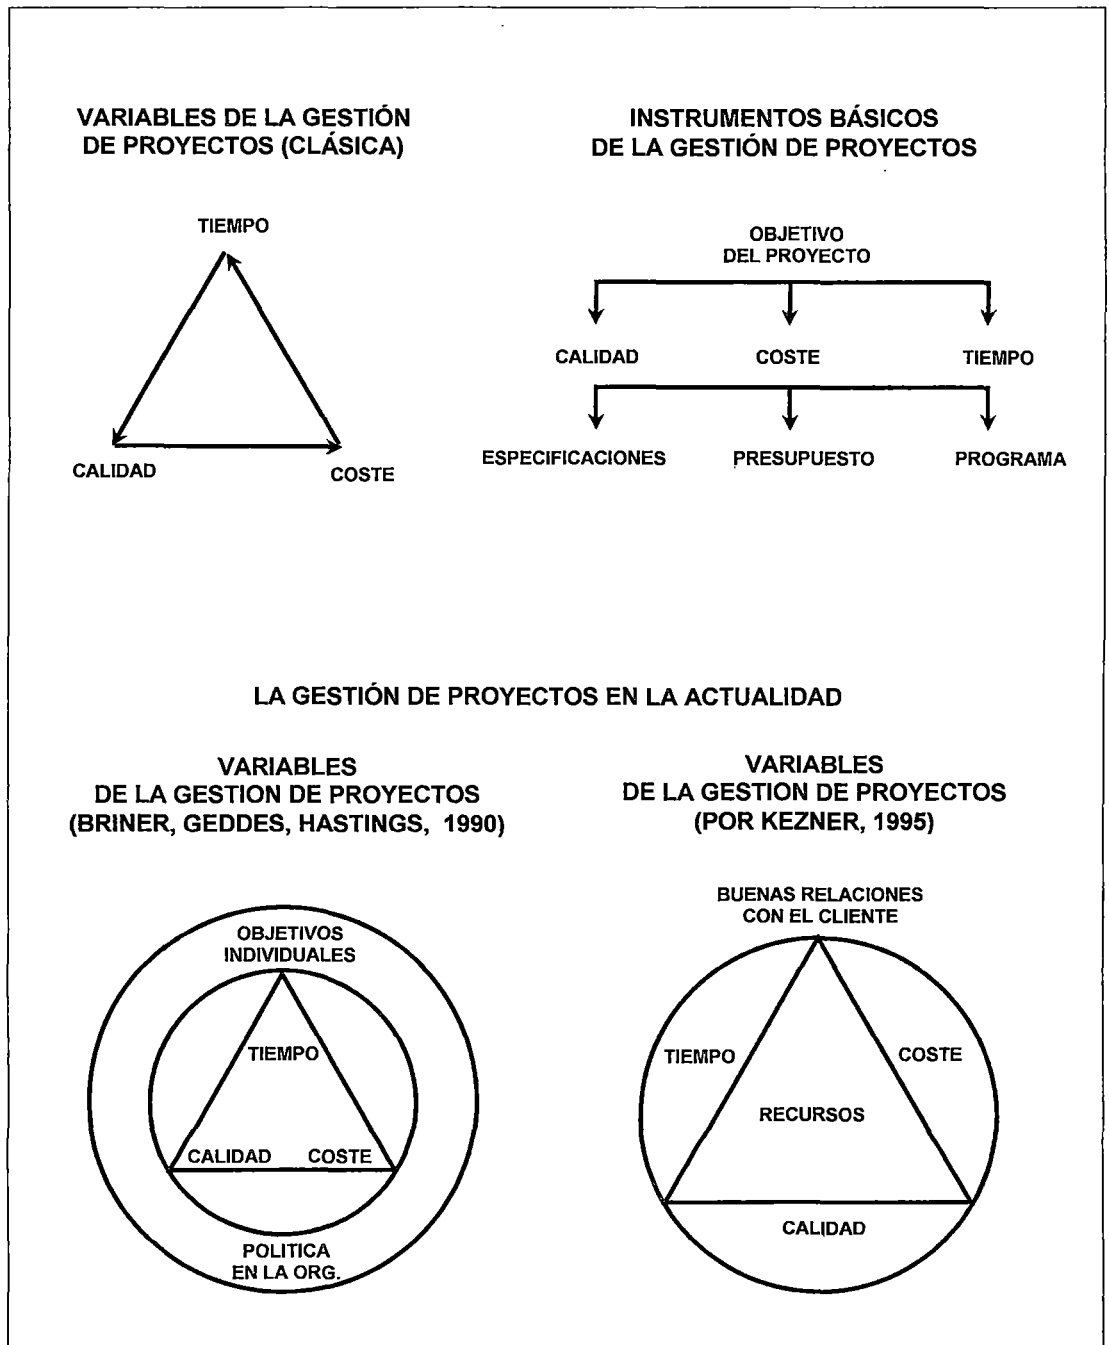 VARIABLES DE LA GESTIÓN
DE PROYECTOS (CLÁSICA)
TIEMPO
CALIDAD
COSTE
INSTRUMENTOS BÁSICOS
DE LA GESTIÓN DE PROYECTOS
OBJETIVO
DEL PROYECTO
CALIDAD COSTE TIEMPO
ESPECIFICACIONES PRESUPUESTO PROGRAMA
LA GESTIÓN DE PROYECTOS EN LA ACTUALIDAD
VARIABLES
DE LA GESTION DE PROYECTOS
(BRINER, GEDDES, HASTINGS, 1990)
OBJETIVOS
INDIVIDUALES
TIEMPO
CALIDAD COSTE
POLITICA
EN LA ORG.
VARIABLES
DE LA GESTION DE PROYECTOS
(POR KEZNER, 1995)
BUENAS RELACIONES
CON EL CLIENTE
TIEMPO COSTE
RECURSOS
CALIDAD